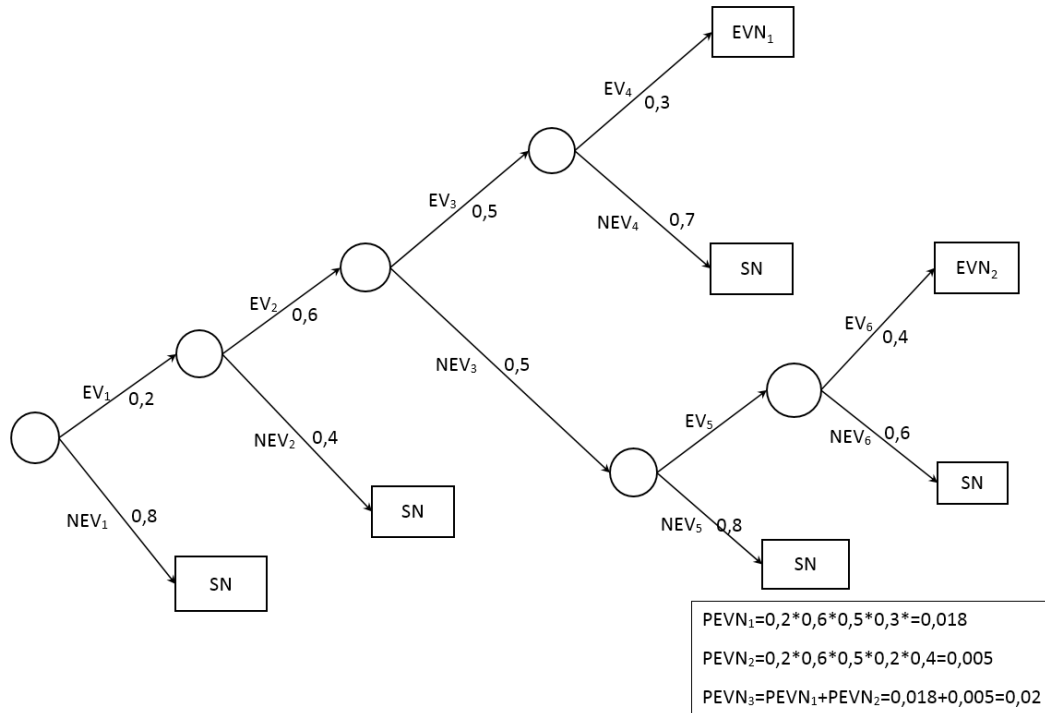 EVN₁
EV₄
0,3
EV₃
0,5
NEV₄
0,7
SN
EVN₂
EV₂
0,6
EV₆
0,4
NEV₃
0,5
EV₁
0,2
EV₅
NEV₂
0,4
NEV₆
0,6
SN
NEV₁
0,8
SN
NEV₅
0,8
SN
SN
PEVN₁=0,2*0,6*0,5*0,3*=0,018
PEVN₂=0,2*0,6*0,5*0,2*0,4=0,005
PEVN₃=PEVN₁+PEVN₂=0,018+0,005=0,02